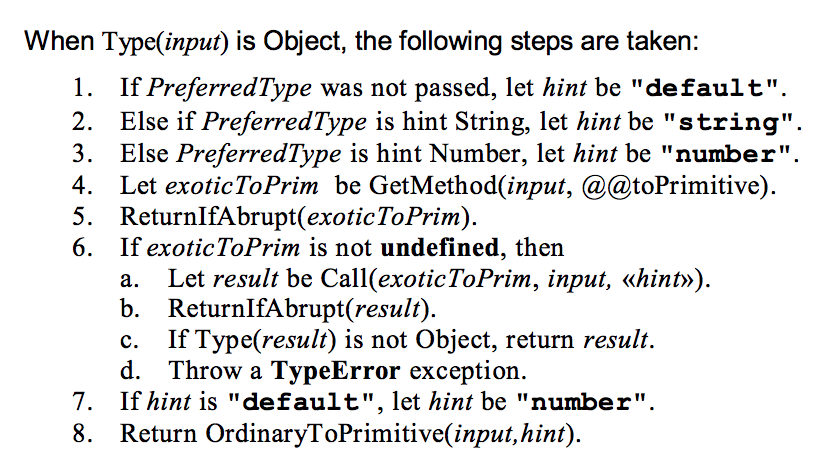 When Type(input) is Object, the following steps are taken:
1. If PreferredType was not passed, let hint be "default".
2. Else if PreferredType is hint String, let hint be "string".
3. Else PreferredType is hint Number, let hint be "number".
4. Let exoticToPrim be GetMethod(input, @@toPrimitive).
5. ReturnIfAbrupt(exoticToPrim).
6. If exoticToPrim is not undefined, then
a. Let result be Call(exoticToPrim, input, «hint»).
b. ReturnIfAbrupt(result).
c. If Type(result) is not Object, return result.
d. Throw a TypeError exception.
7. If hint is "default", let hint be "number".
8. Return OrdinaryToPrimitive(input,hint).